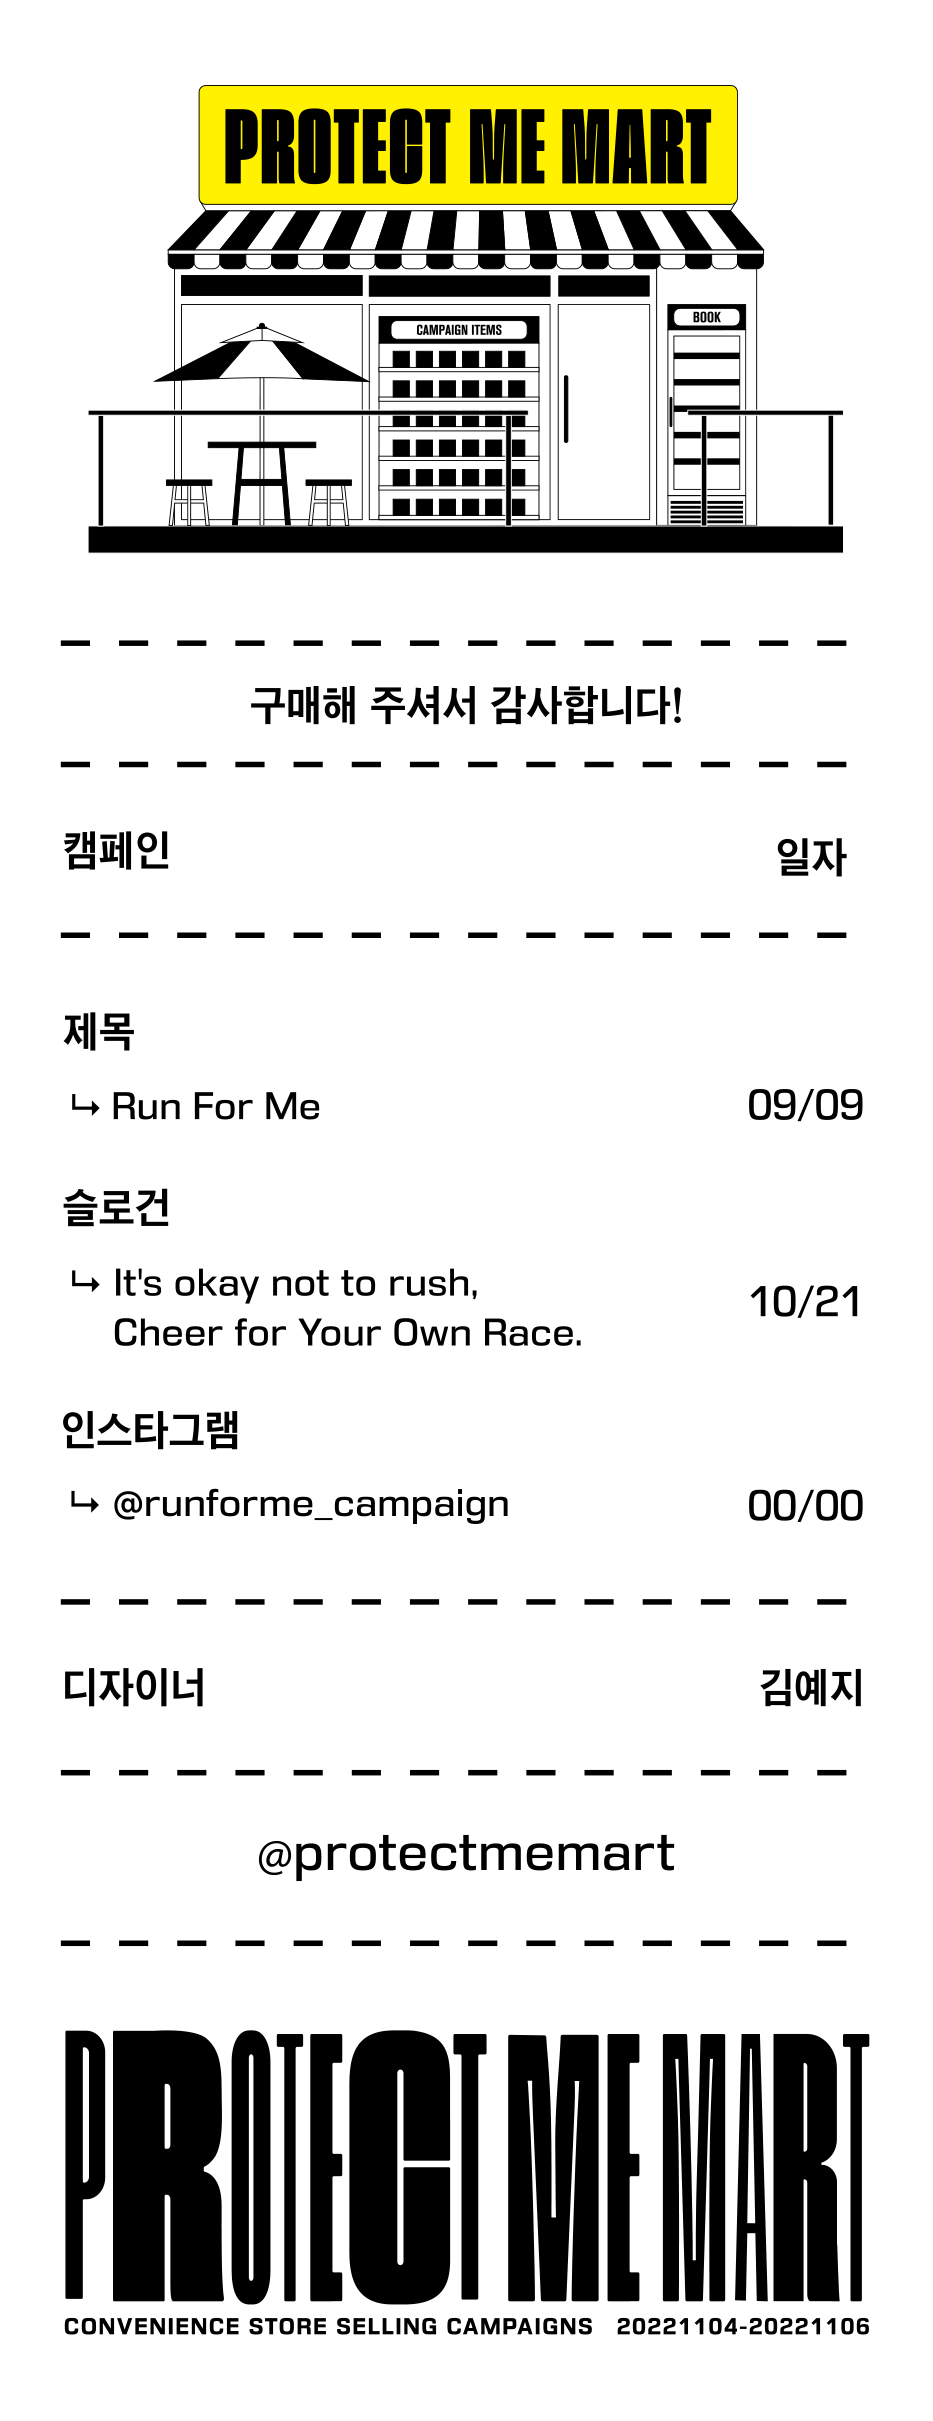 PROTECT ME MART
CAMPAIGN ITEMS
BOOK
구매해 주셔서 감사합니다!
캠페인 일자
제목
↳ Run For Me 09/09
슬로건
↳ It's okay not to rush,
Cheer for Your Own Race. 10/21
인스타그램
↳ @runforme_campaign 00/00
디자이너 김예지
@protectmemart
PROTECT ME MART
CONVENIENCE STORE SELLING CAMPAIGNS 20221104-20221106